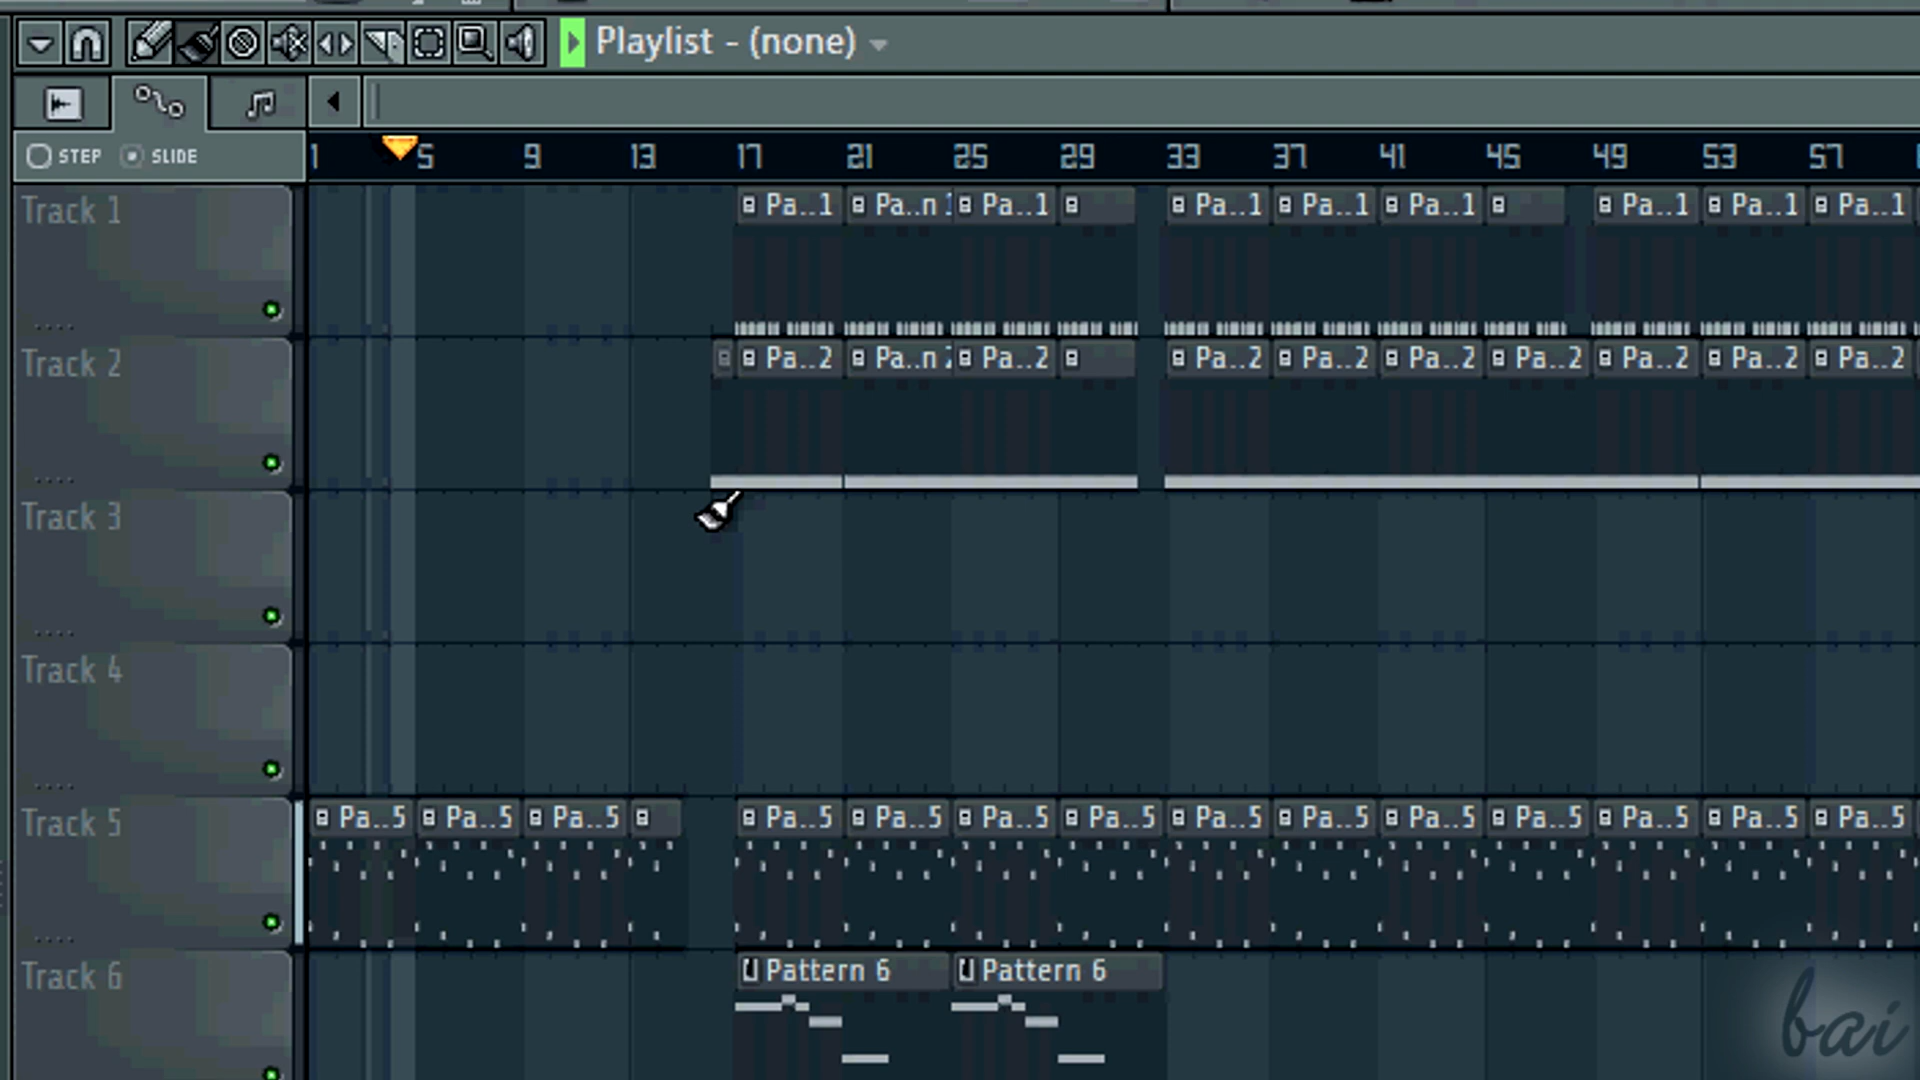 Playlist - (none)
STEP SLIDE
1 5 9 13 17 21 25 29 33 37 41 45 49 53 57
Track 1 Pa..1 Pa..n 1 Pa..1 Pa..1 Pa..1 Pa..1 Pa..1 Pa..1 Pa..1
Track 2 Pa..2 Pa..n 2 Pa..2 Pa..2 Pa..2 Pa..2 Pa..2 Pa..2 Pa..2 Pa..2
Track 3
Track 4
Track 5 Pa..5 Pa..5 Pa..5 Pa..5 Pa..5 Pa..5 Pa..5 Pa..5 Pa..5 Pa..5 Pa..5 Pa..5 Pa..5 Pa..5
Track 6 Pattern 6 Pattern 6
bai